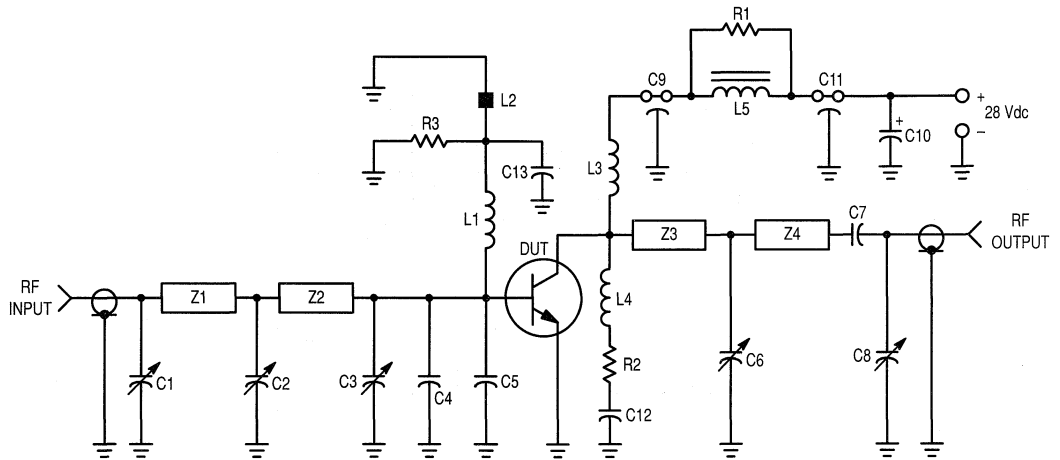 R1
C9
C11
L5
+
28 Vdc
–
+
C10
L2
R3
C13
L3
L1
C7
RF
OUTPUT
DUT
Z3
Z4
RF
INPUT
Z1
Z2
L4
R2
C1
C2
C3
C4
C5
C6
C8
C12